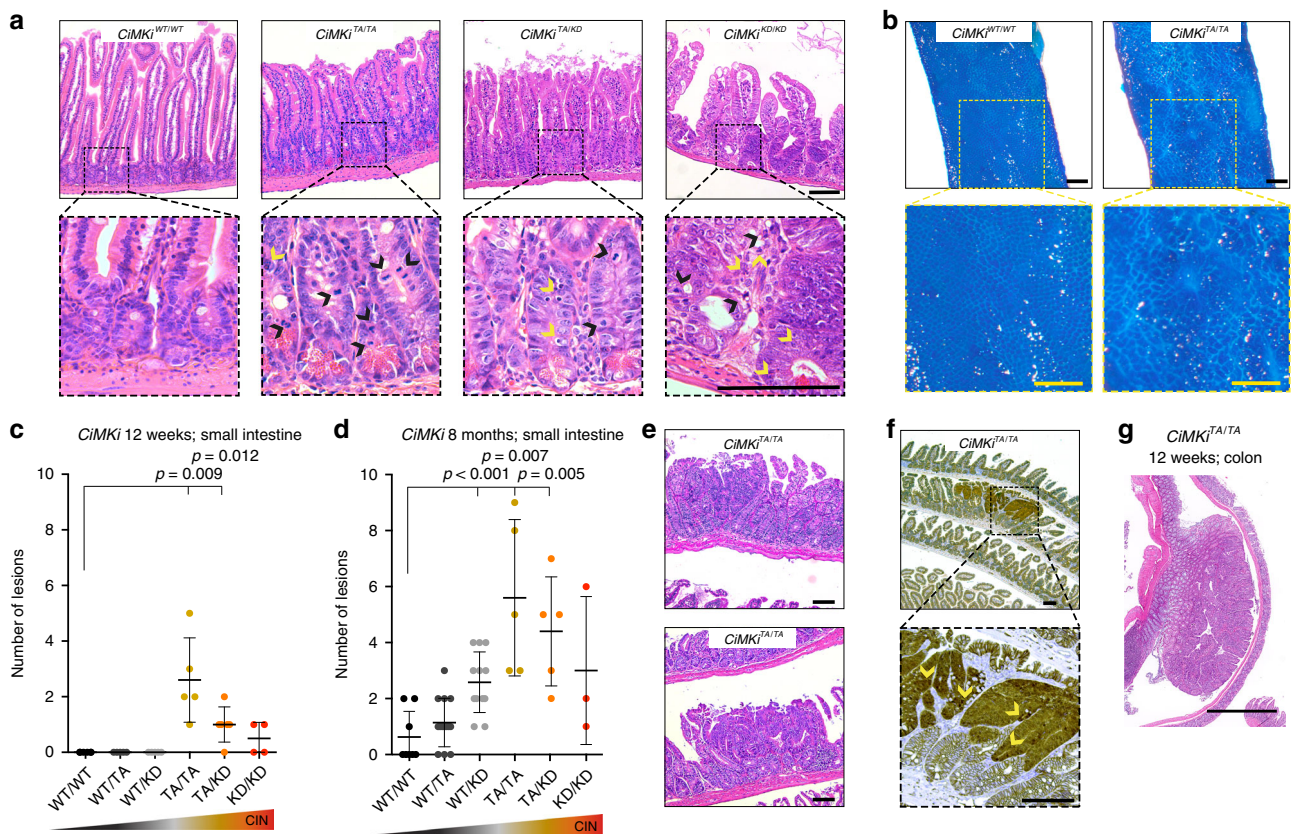 a
CiMKi^WT/WT
CiMKi^TA/TA
CiMKi^TA/KD
CiMKi^KD/KD
b
CiMKi^WT/WT
CiMKi^TA/TA
c
CiMKi 12 weeks; small intestine
p = 0.012
p = 0.009
Number of lesions
10
8
6
4
2
0
WT/WT
WT/TA
WT/KD
TA/TA
TA/KD
KD/KD
CIN
d
CiMKi 8 months; small intestine
p = 0.007
p < 0.001 p = 0.005
Number of lesions
10
8
6
4
2
0
WT/WT
WT/TA
WT/KD
TA/TA
TA/KD
KD/KD
CIN
e
CiMKi^TA/TA
CiMKi^TA/TA
f
CiMKi^TA/TA
g
CiMKi^TA/TA
12 weeks; colon